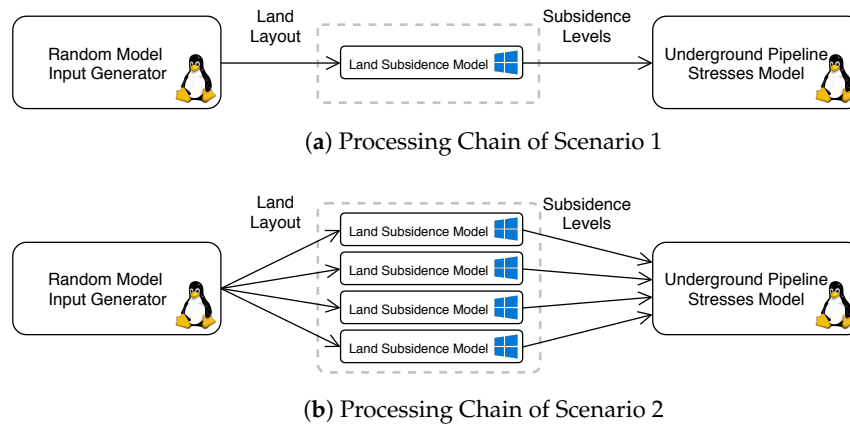 Land
Layout
Subsidence
Levels
Random Model
Input Generator
Land Subsidence Model
Underground Pipeline
Stresses Model
(a) Processing Chain of Scenario 1
Land
Layout
Subsidence
Levels
Random Model
Input Generator
Land Subsidence Model
Land Subsidence Model
Land Subsidence Model
Land Subsidence Model
Underground Pipeline
Stresses Model
(b) Processing Chain of Scenario 2